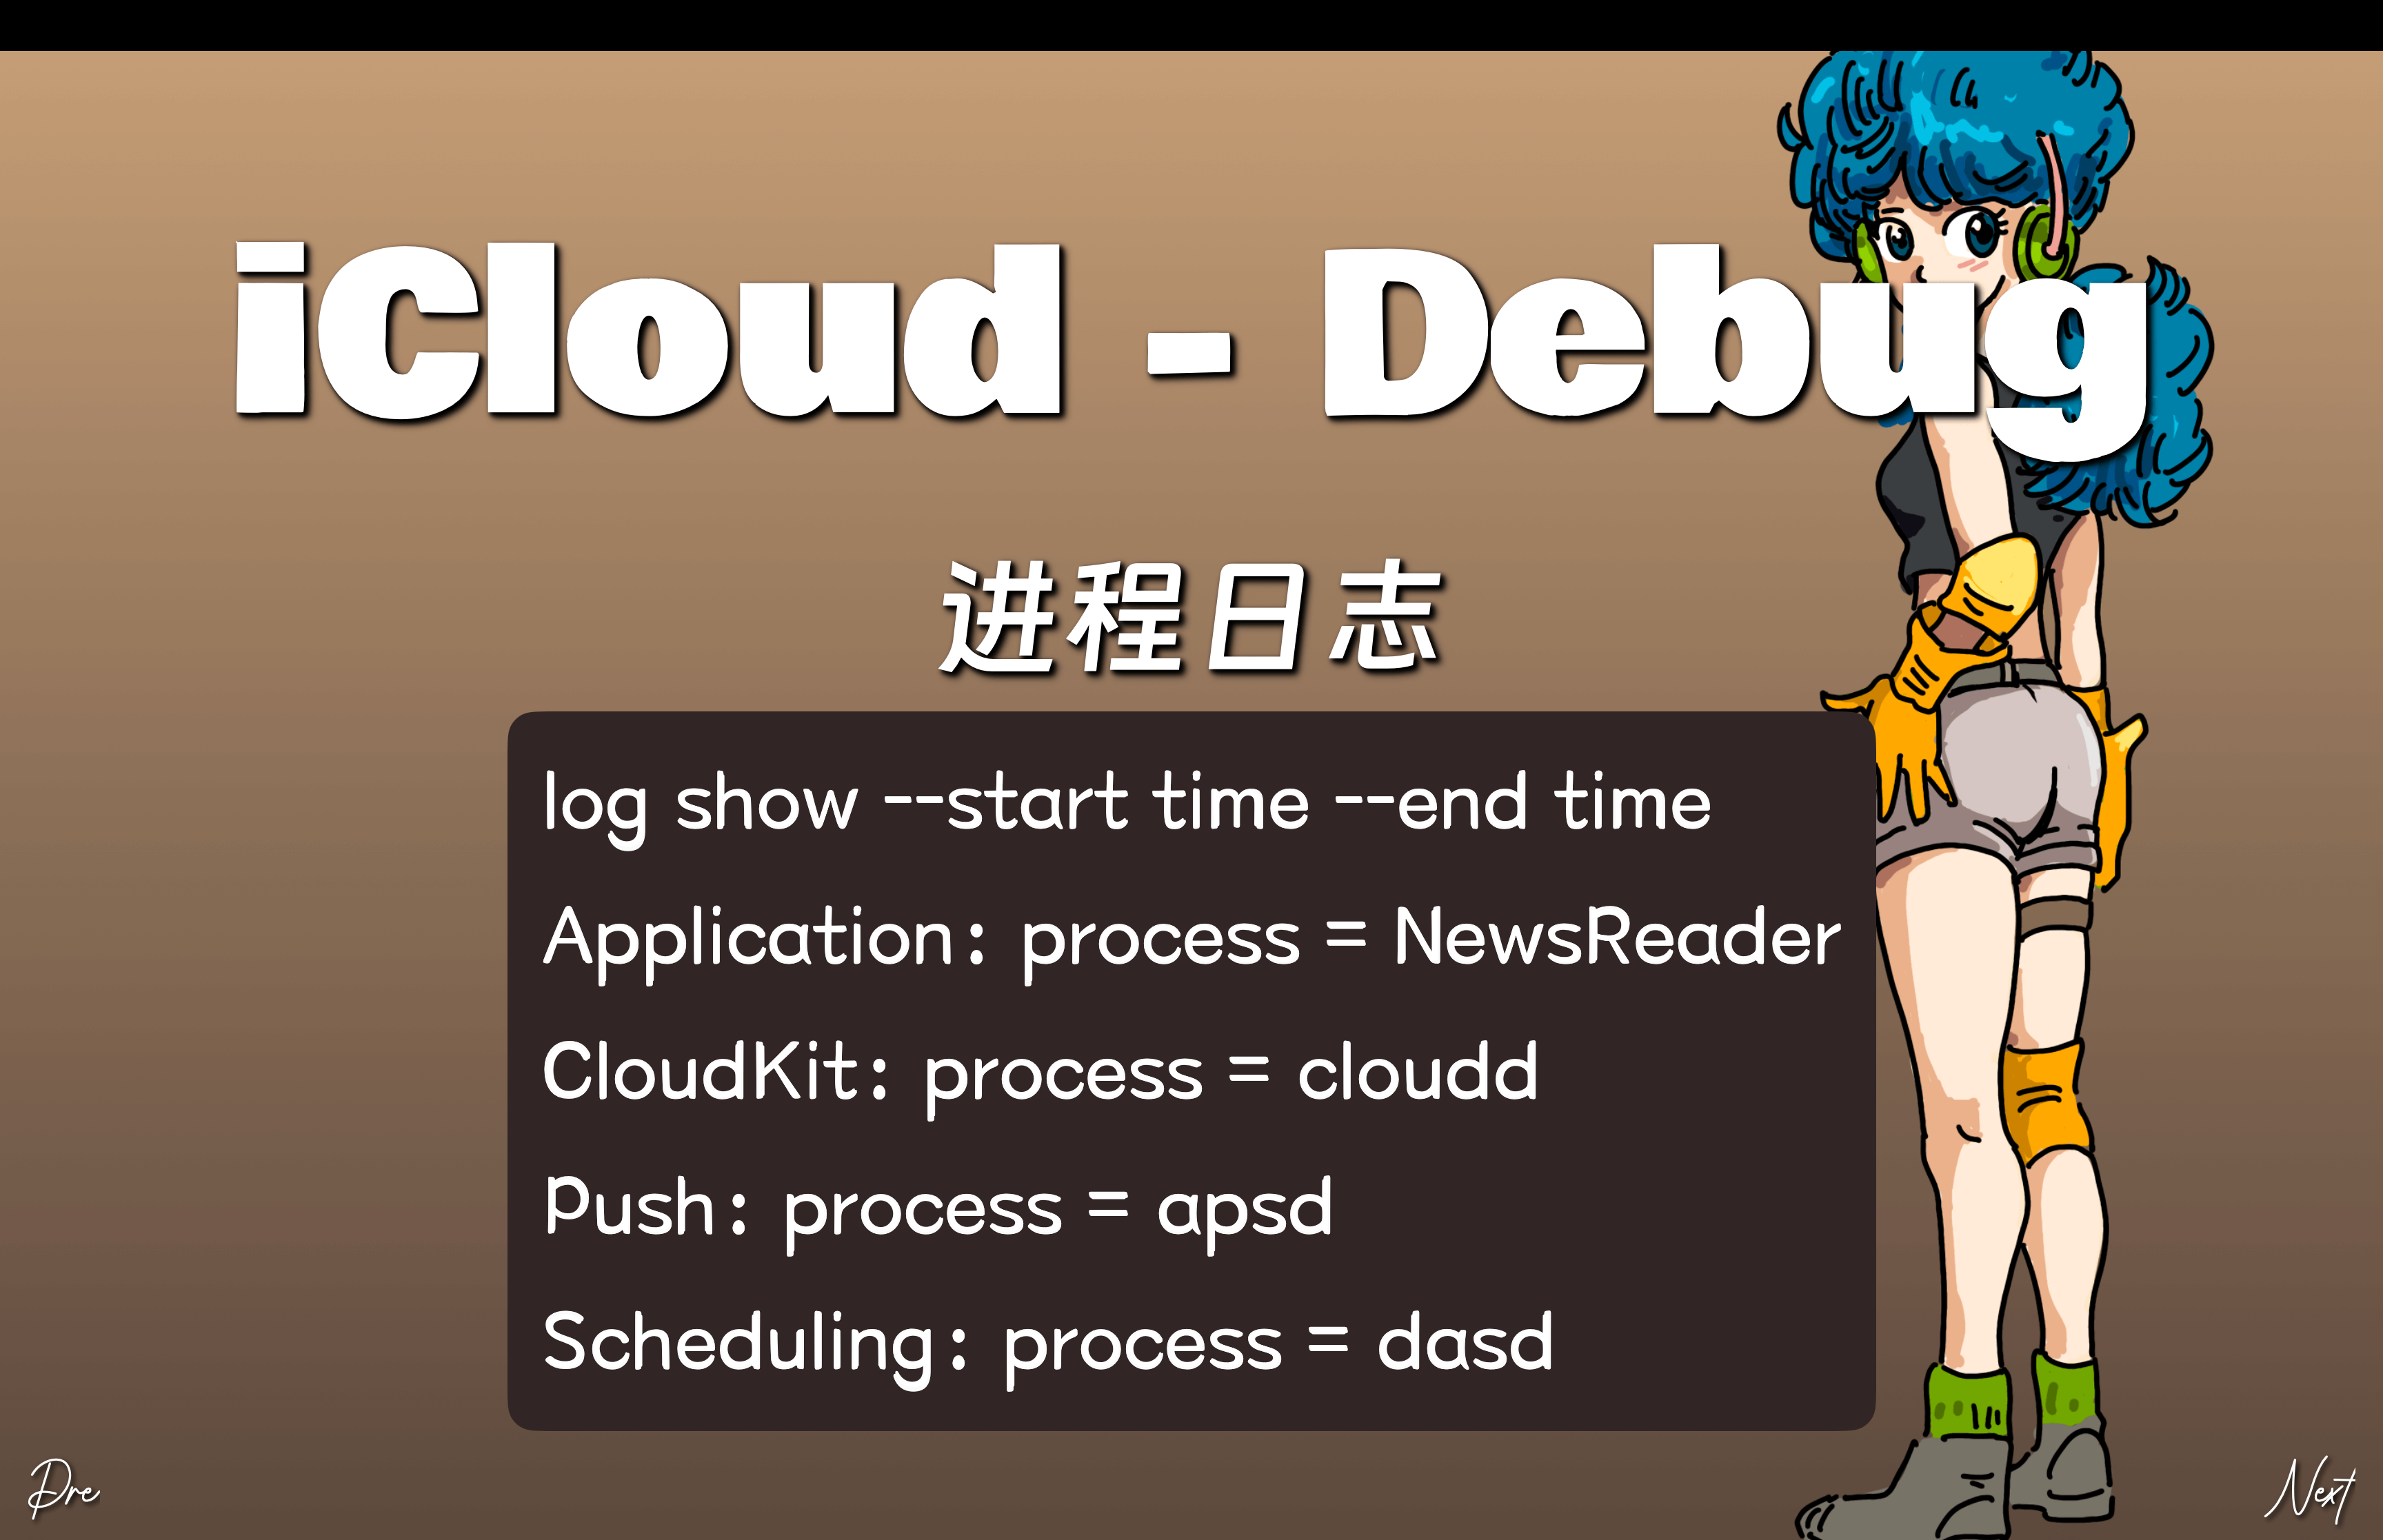 iCloud - Debug
进程日志
log show --start time --end time
Application: process = NewsReader
CloudKit: process = cloudd
Push: process = apsd
Scheduling: process = dasd
Pre
Next